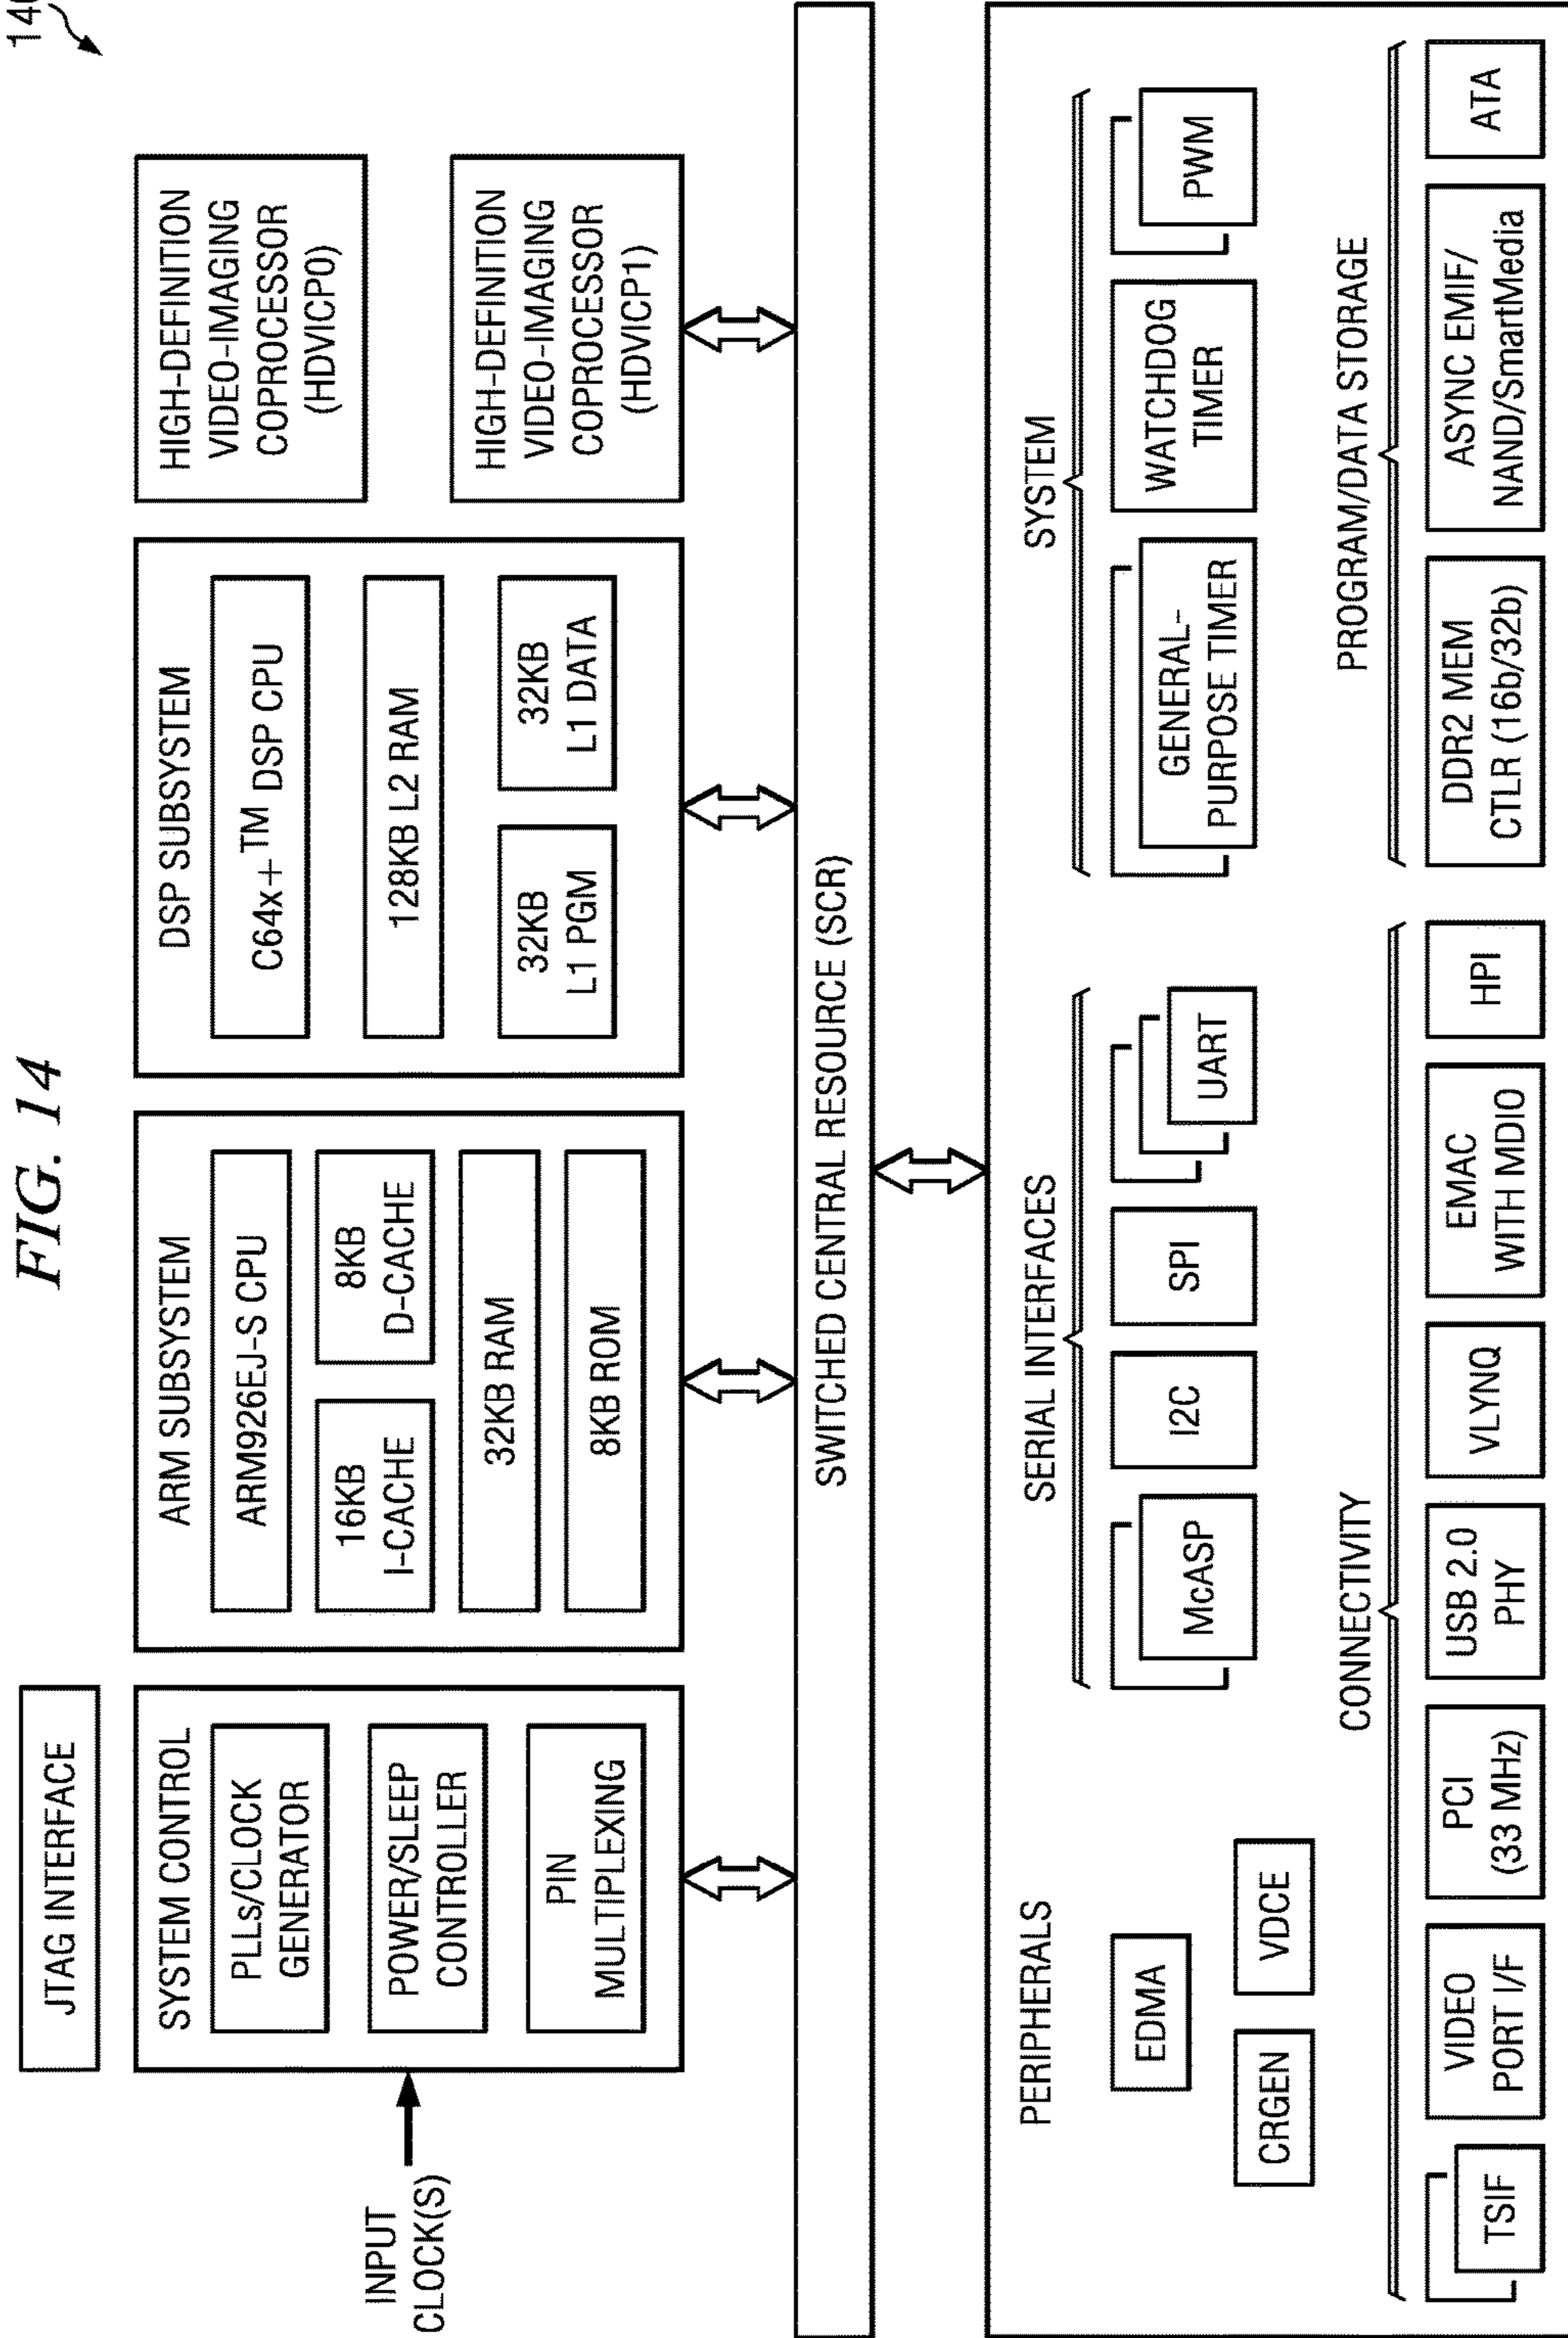 FIG. 14
140
JTAG INTERFACE
INPUT
CLOCK(S)
SYSTEM CONTROL
PLLs/CLOCK
GENERATOR
POWER/SLEEP
CONTROLLER
PIN
MULTIPLEXING
ARM SUBSYSTEM
ARM926EJ-S CPU
16KB
I-CACHE
8KB
D-CACHE
32KB RAM
8KB ROM
DSP SUBSYSTEM
C64x+™ DSP CPU
128KB L2 RAM
32KB
L1 PGM
32KB
L1 DATA
HIGH-DEFINITION
VIDEO-IMAGING
COPROCESSOR
(HDVICP0)
HIGH-DEFINITION
VIDEO-IMAGING
COPROCESSOR
(HDVICP1)
SWITCHED CENTRAL RESOURCE (SCR)
PERIPHERALS
EDMA
CRGEN
VDCE
SERIAL INTERFACES
McASP
I2C
SPI
UART
SYSTEM
GENERAL-
PURPOSE TIMER
WATCHDOG
TIMER
PWM
CONNECTIVITY
TSIF
VIDEO
PORT I/F
PCI
(33 MHz)
USB 2.0
PHY
VLYNQ
EMAC
WITH MDIO
HPI
PROGRAM/DATA STORAGE
DDR2 MEM
CTLR (16b/32b)
ASYNC EMIF/
NAND/SmartMedia
ATA